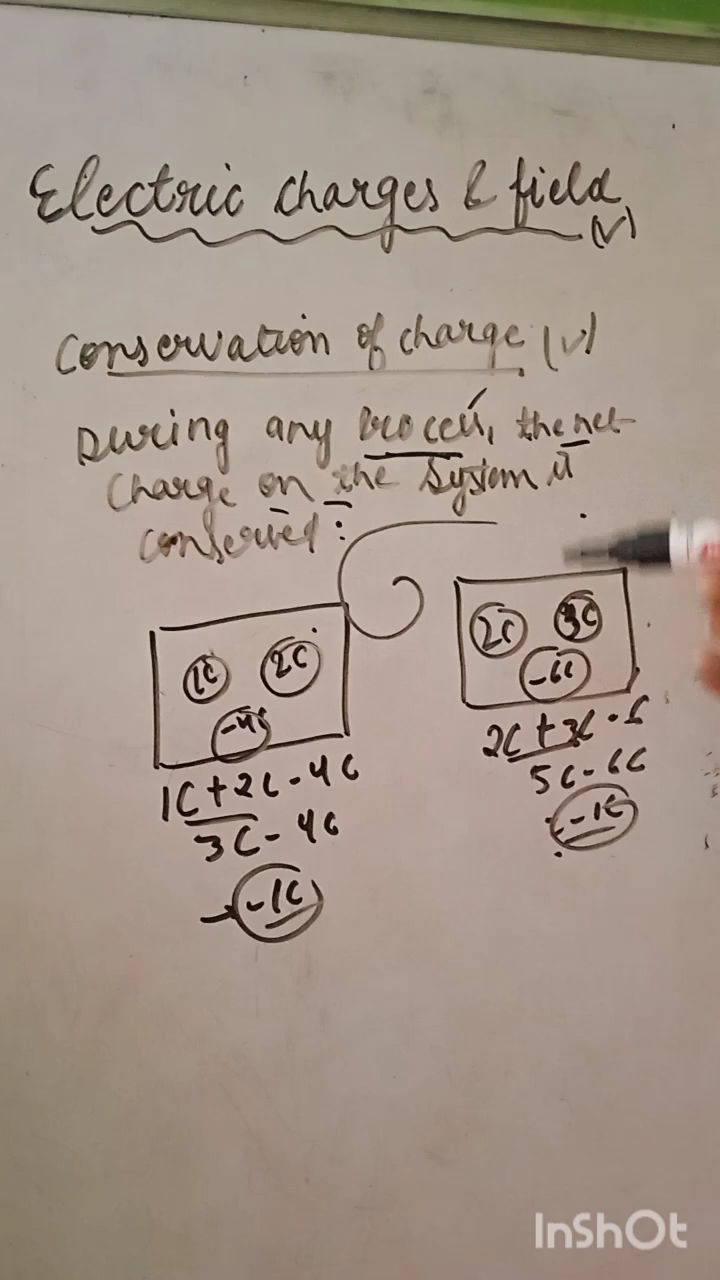 Electric charges & field
(V)
Conservation of charge (V)
During any process, the net
charge on the system is
conserved:
1C 2C
-4C
1C+2C-4C
3C-4C
-1C
2C 3C
-6C
2C+3C-6
5C-6C
-1C
InShOt